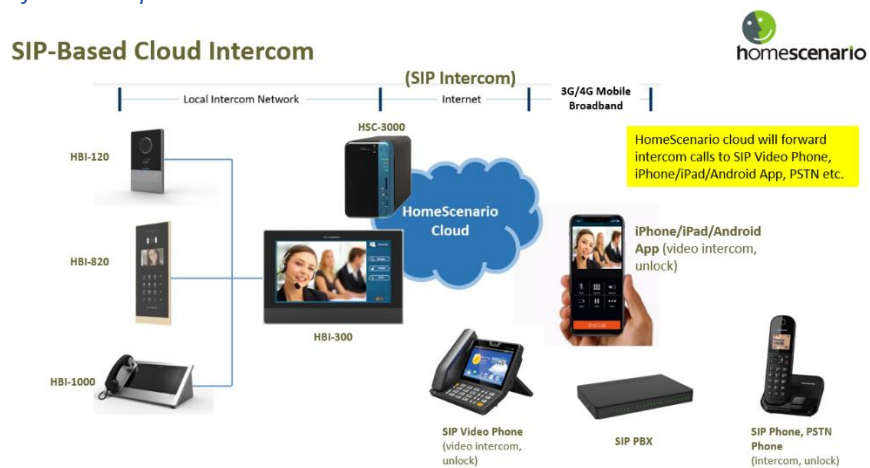 SIP-Based Cloud Intercom
homescenario
(SIP Intercom)
Local Intercom Network
Internet
3G/4G Mobile
Broadband
HSC-3000
HBI-120
HomeScenario cloud will forward
intercom calls to SIP Video Phone,
iPhone/iPad/Android App, PSTN etc.
HomeScenario
Cloud
HBI-820
iPhone/iPad/Android
App (video intercom,
unlock)
HBI-300
End Call
HBI-1000
SIP Video Phone
(video intercom,
unlock)
SIP PBX
SIP Phone, PSTN
Phone
(intercom, unlock)